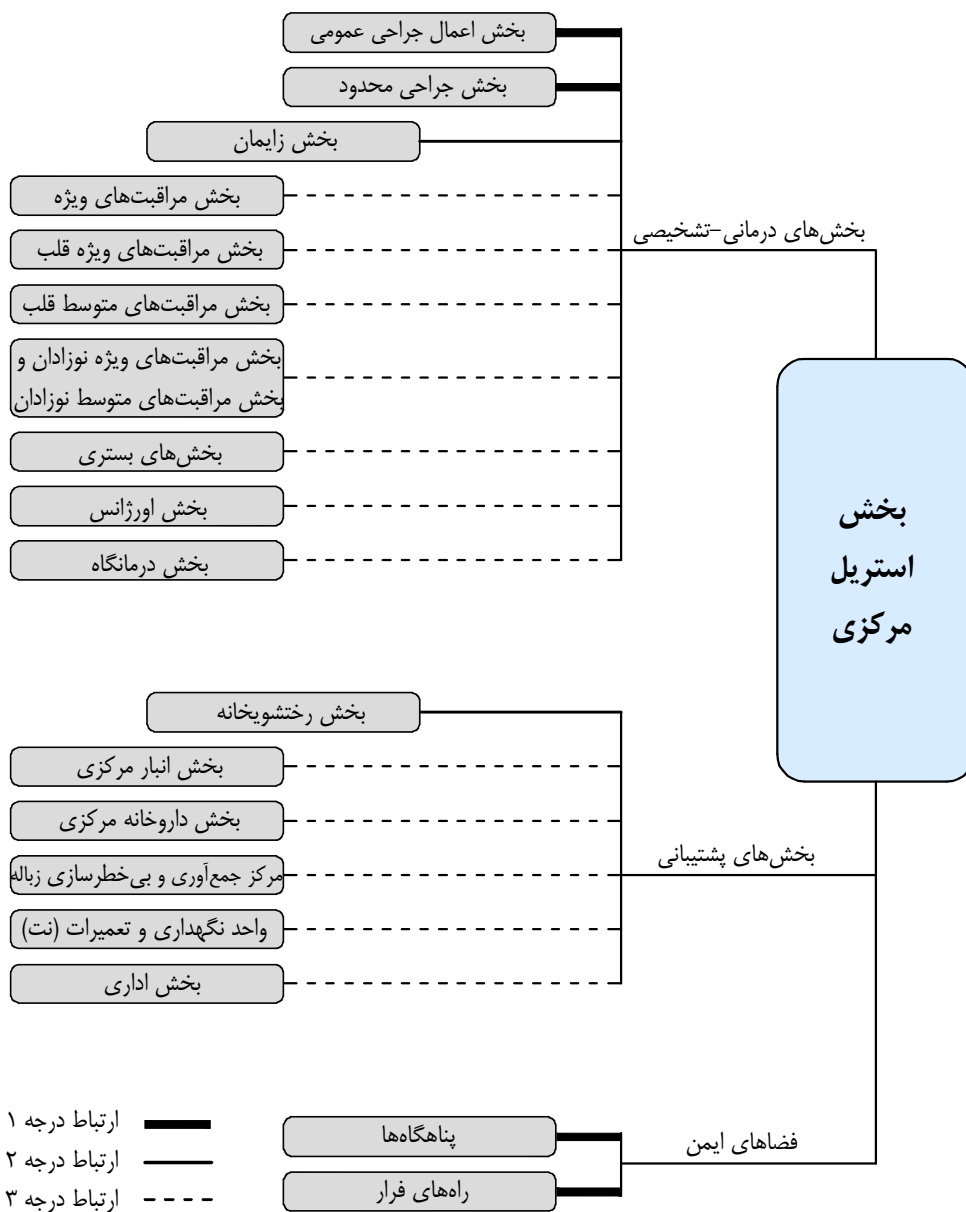 بخش اعمال جراحی عمومی
بخش جراحی محدود
بخش زایمان
بخش مراقبت‌های ویژه
بخش‌های درمانی-تشخیصی
بخش مراقبت‌های ویژه قلب
بخش مراقبت‌های متوسط قلب
بخش مراقبت‌های ویژه نوزادان و
بخش مراقبت‌های متوسط نوزادان
بخش‌های بستری
بخش اورژانس
بخش درمانگاه
بخش
استریل
مرکزی
بخش رختشویخانه
بخش انبار مرکزی
بخش داروخانه مرکزی
بخش‌های پشتیبانی
مرکز جمع‌آوری و بی‌خطرسازی زباله
واحد نگهداری و تعمیرات (نت)
بخش اداری
فضاهای ایمن
پناهگاه‌ها
راه‌های فرار
ارتباط درجه ۱
ارتباط درجه ۲
ارتباط درجه ۳